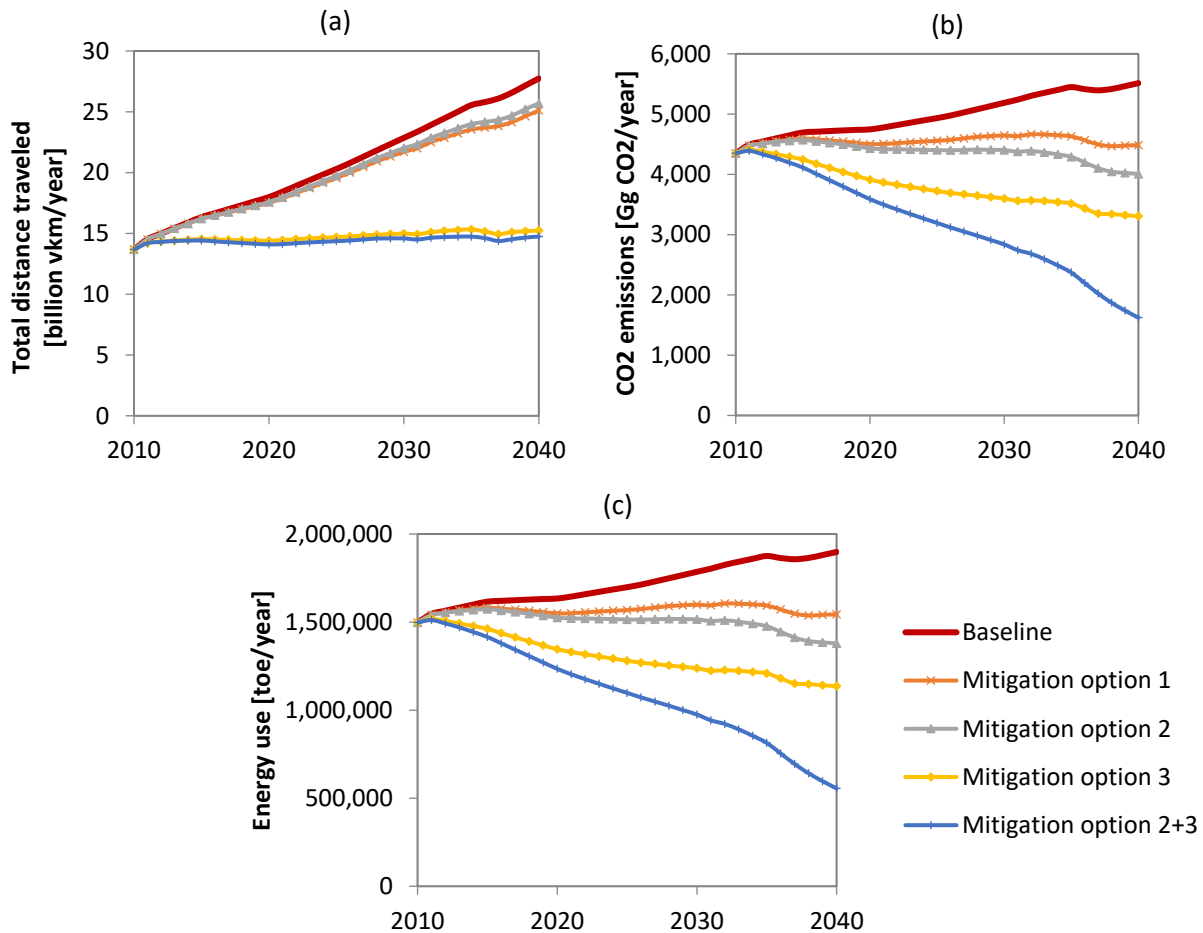 (a)
Total distance traveled
[billion vkm/year]
30
25
20
15
10
5
0
2010 2020 2030 2040
(b)
CO2 emissions [Gg CO2/year]
6,000
5,000
4,000
3,000
2,000
1,000
0
2010 2020 2030 2040
(c)
Energy use [toe/year]
2,000,000
1,500,000
1,000,000
500,000
0
2010 2020 2030 2040
Baseline
Mitigation option 1
Mitigation option 2
Mitigation option 3
Mitigation option 2+3